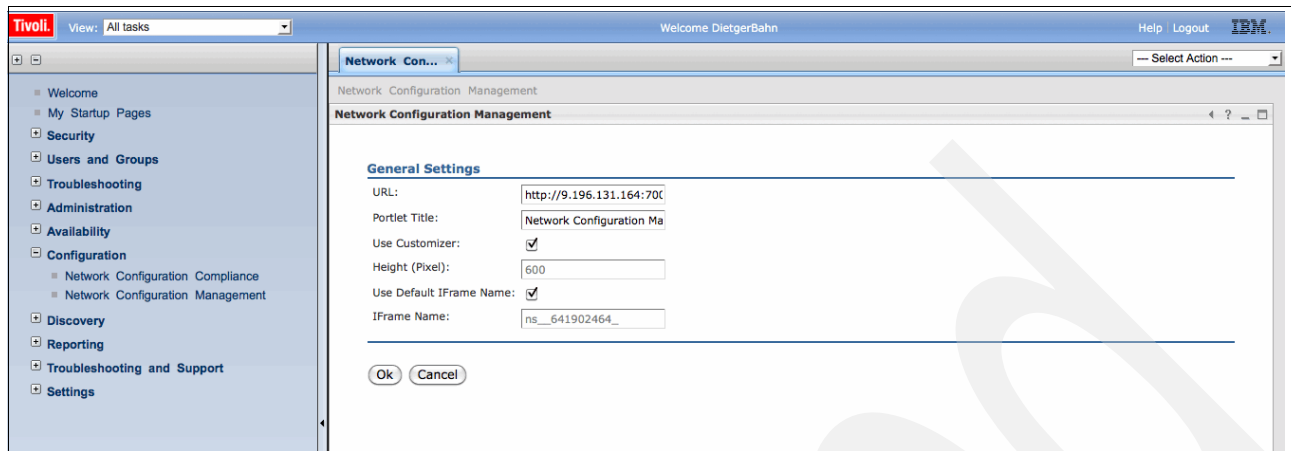 Tivoli. View: All tasks Welcome DietgerBahn Help Logout IBM.
Network Con... --- Select Action ---
Welcome
My Startup Pages
Security
Users and Groups
Troubleshooting
Administration
Availability
Configuration
Network Configuration Compliance
Network Configuration Management
Discovery
Reporting
Troubleshooting and Support
Settings
Network Configuration Management
Network Configuration Management ?
General Settings
URL: http://9.196.131.164:700
Portlet Title: Network Configuration Ma
Use Customizer:
Height (Pixel): 600
Use Default IFrame Name:
IFrame Name: ns__641902464_
Ok Cancel